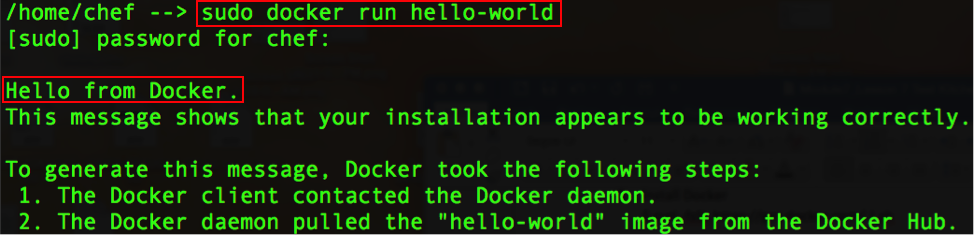 /home/chef --> sudo docker run hello-world
[sudo] password for chef:
Hello from Docker.
This message shows that your installation appears to be working correctly.
To generate this message, Docker took the following steps:
1. The Docker client contacted the Docker daemon.
2. The Docker daemon pulled the "hello-world" image from the Docker Hub.